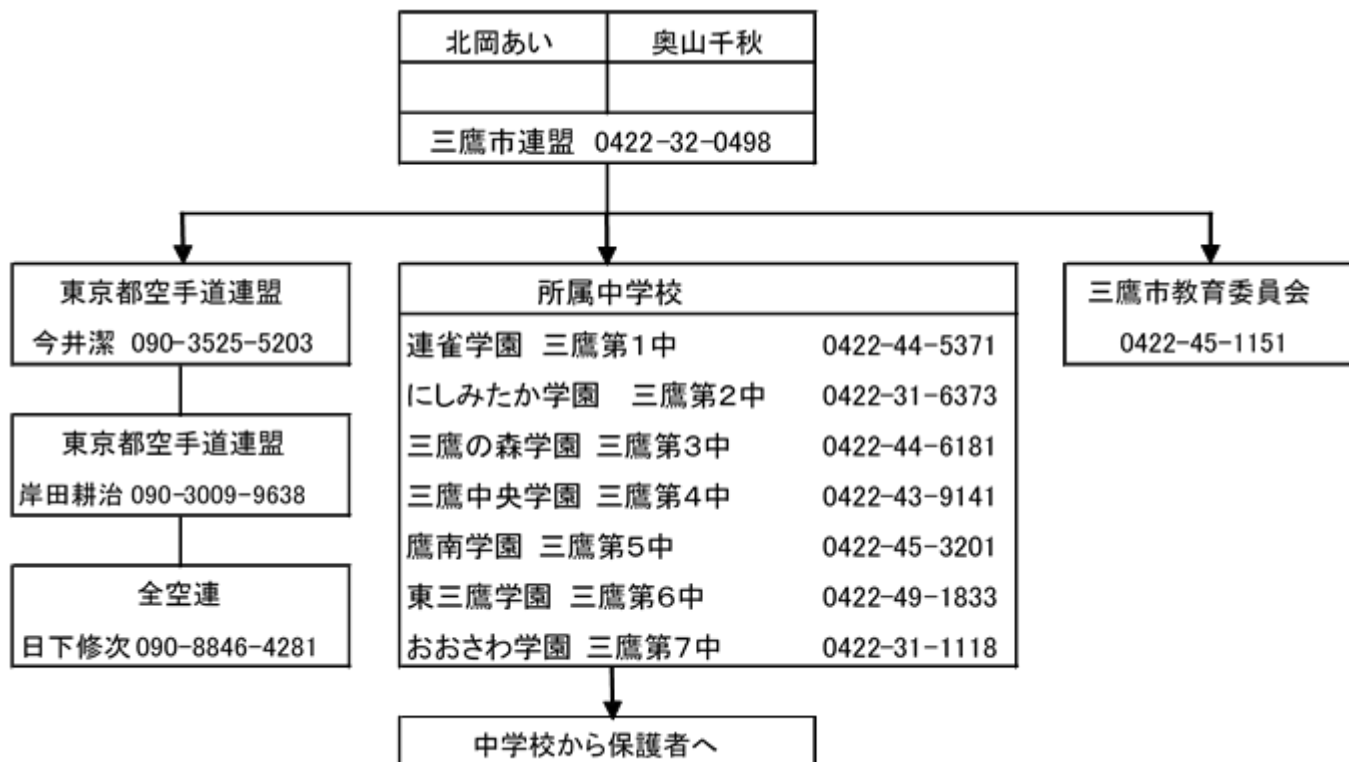 北岡あい 奥山千秋
三鷹市連盟 0422-32-0498
東京都空手道連盟
今井潔 090-3525-5203
東京都空手道連盟
岸田耕治 090-3009-9638
全空連
日下修次 090-8846-4281
所属中学校
連雀学園 三鷹第1中 0422-44-5371
にしみたか学園 三鷹第2中 0422-31-6373
三鷹の森学園 三鷹第3中 0422-44-6181
三鷹中央学園 三鷹第4中 0422-43-9141
鷹南学園 三鷹第5中 0422-45-3201
東三鷹学園 三鷹第6中 0422-49-1833
おおさわ学園 三鷹第7中 0422-31-1118
中学校から保護者へ
三鷹市教育委員会
0422-45-1151